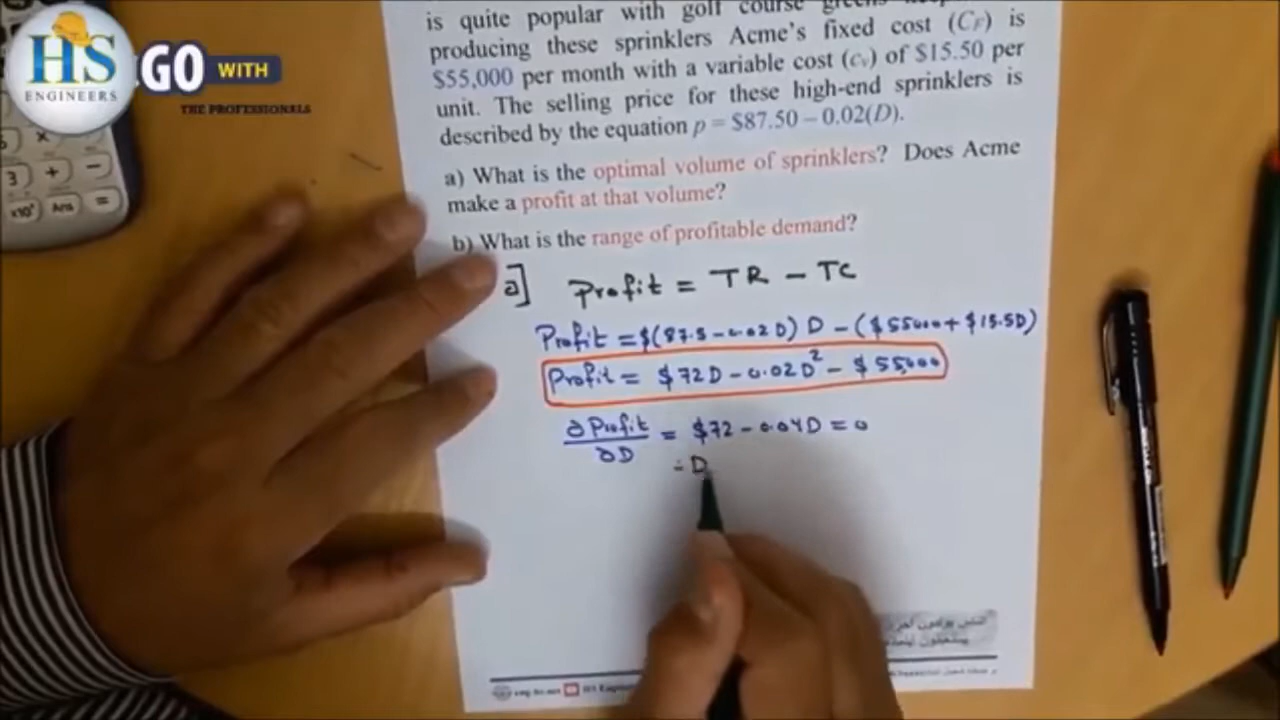 HS
ENGINEERS
GO WITH
THE PROFESSIONALS
is quite popular with golf course greens
producing these sprinklers Acme's fixed cost (CF) is
$55,000 per month with a variable cost (cv) of $15.50 per
unit. The selling price for these high-end sprinklers is
described by the equation p = $87.50 – 0.02(D).
a) What is the optimal volume of sprinklers? Does Acme
make a profit at that volume?
b) What is the range of profitable demand?
a] Profit = TR - TC
Profit = $(87.5 - 0.02D) D - ($55000 + $15.5D)
Profit = $72D - 0.02D² - $55,000
∂Profit/∂D = $72 - 0.04D = 0
∴ D
× 
3 + −
x10ˣ Ans =